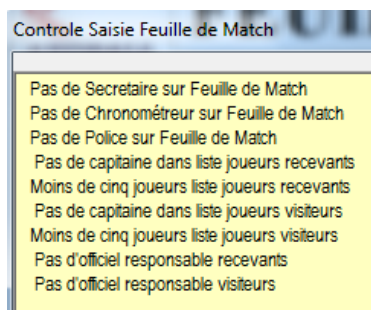 Controle Saisie Feuille de Match
Pas de Secretaire sur Feuille de Match
Pas de Chronométreur sur Feuille de Match
Pas de Police sur Feuille de Match
Pas de capitaine dans liste joueurs recevants
Moins de cinq joueurs liste joueurs recevants
Pas de capitaine dans liste joueurs visiteurs
Moins de cinq joueurs liste joueurs visiteurs
Pas d'officiel responsable recevants
Pas d'officiel responsable visiteurs